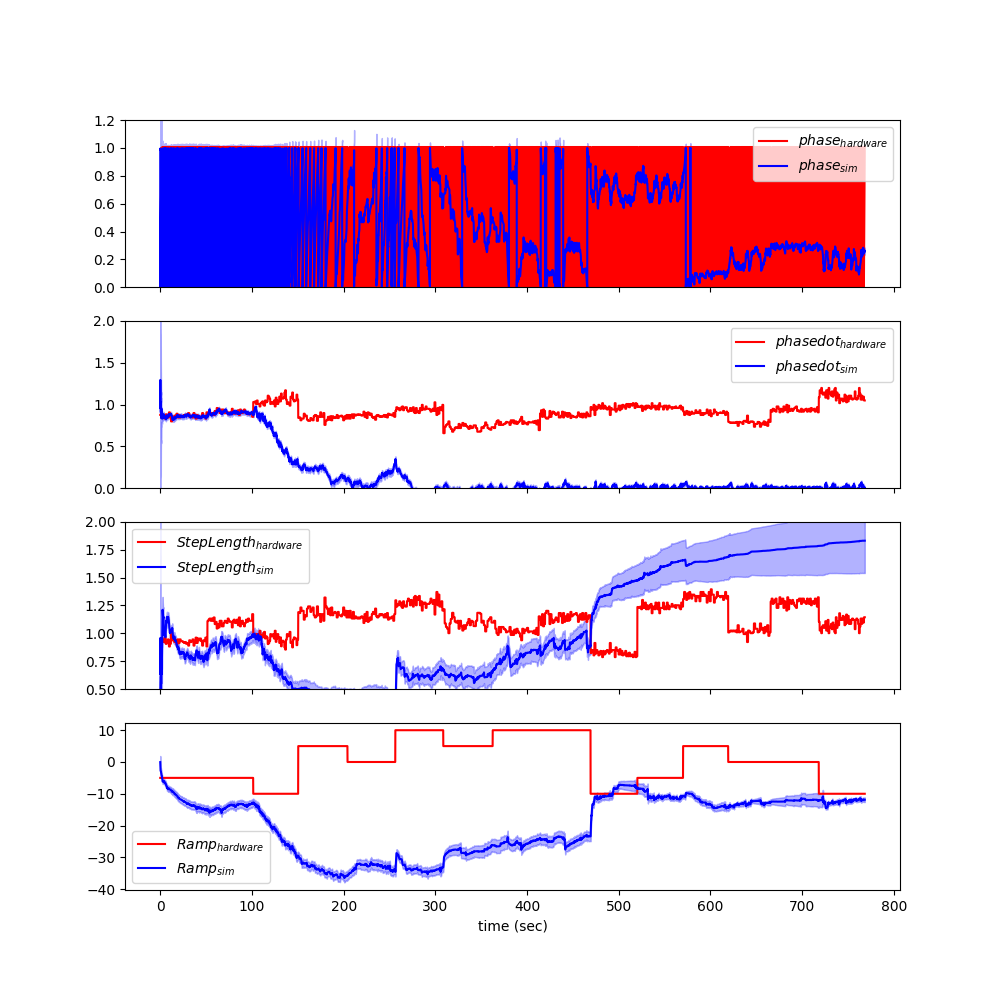 1.2
1.0
0.8
0.6
0.4
0.2
0.0
phase_hardware
phase_sim
2.0
1.5
1.0
0.5
0.0
phasedot_hardware
phasedot_sim
2.00
1.75
1.50
1.25
1.00
0.75
0.50
StepLength_hardware
StepLength_sim
10
0
−10
−20
−30
−40
Ramp_hardware
Ramp_sim
0 100 200 300 400 500 600 700 800
time (sec)